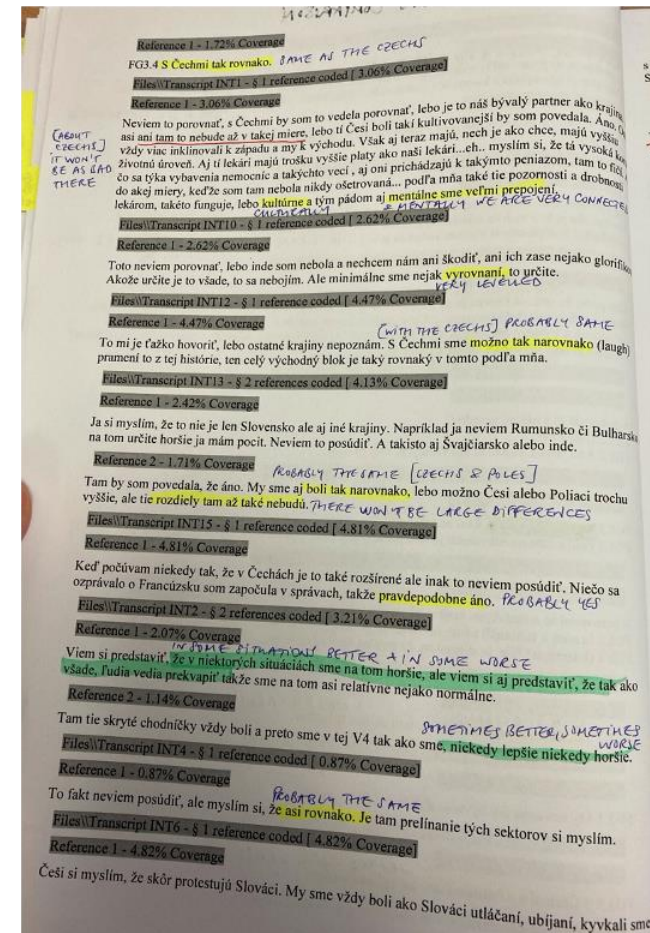 Reference 1 - 1.72% Coverage
FG3.4 S Čechmi tak rovnako. SAME AS THE CZECHS
Files\\Transcript INT1 - § 1 reference coded [ 3.06% Coverage]
Reference 1 - 3.06% Coverage
Neviem to porovnať, s Čechmi by som to vedela porovnať, lebo je to náš bývalý partner ako krajina
asi ani tam to nebude až v takej miere, lebo tí Česi boli takí kultivovanejší by som povedala. Áno.
[ABOUT CZECHS] IT WON'T BE AS BAD THERE
vždy viac inklinovali k západu a my k východu. Však aj teraz majú, nech je ako chce, majú vyššiu
životnú úroveň. Aj tí lekári majú trošku vyššie platy ako naši lekári...eh.. myslím si, že tá vysoká
čo sa týka vybavenia nemocníc a takýchto vecí, aj oni prichádzajú k takýmto peniazom, tam to
do akej miery, keďže som tam nebola nikdy ošetrovaná... podľa mňa také tie pozornosti a drobnosti
lekárom, takéto funguje, lebo kultúrne a tým pádom aj mentálne sme veľmi prepojení.
CULTURALLY & MENTALLY WE ARE VERY CONNECTED
Files\\Transcript INT10 - § 1 reference coded [ 2.62% Coverage]
Reference 1 - 2.62% Coverage
Toto neviem porovnať, lebo inde som nebola a nechcem nám ani škodiť, ani ich zase nejako
Akože určite je to všade, to sa nebojím. Ale minimálne sme nejak vyrovnaní, to určite.
VERY LEVELLED
Files\\Transcript INT12 - § 1 reference coded [ 4.47% Coverage]
Reference 1 - 4.47% Coverage
[WITH THE CZECHS] PROBABLY SAME
To mi je ťažko hovoriť, lebo ostatné krajiny nepoznám. S Čechmi sme možno tak narovnako (laugh)
pramení to z tej histórie, ten celý východný blok je taký rovnaký v tomto podľa mňa.
Files\\Transcript INT13 - § 2 references coded [ 4.13% Coverage]
Reference 1 - 2.42% Coverage
Ja si myslím, že to nie je len Slovensko ale aj iné krajiny. Napríklad ja neviem Rumunsko či Bulharsko
na tom určite horšie ja mám pocit. Neviem to posúdiť. A takisto aj Švajčiarsko alebo inde.
Reference 2 - 1.71% Coverage
PROBABLY THE SAME [CZECHS & POLES]
Tam by som povedala, že áno. My sme aj boli tak narovnako, lebo možno Česi alebo Poliaci trochu
vyššie, ale tie rozdiely tam až také nebudú. THERE WON'T BE LARGE DIFFERENCES
Files\\Transcript INT15 - § 1 reference coded [ 4.81% Coverage]
Reference 1 - 4.81% Coverage
Keď počúvam niekedy tak, že v Čechách je to také rozšírené ale inak to neviem posúdiť. Niečo sa
ozprávalo o Francúzsku som započula v správach, takže pravdepodobne áno. PROBABLY YES
Files\\Transcript INT2 - § 2 references coded [ 3.21% Coverage]
Reference 1 - 2.07% Coverage
IN SOME SITUATIONS BETTER & IN SOME WORSE
Viem si predstaviť, že v niektorých situáciách sme na tom horšie, ale viem si aj predstaviť, že tak ako
všade, ľudia vedia prekvapiť takže sme na tom asi relatívne nejako normálne.
Reference 2 - 1.14% Coverage
SOMETIMES BETTER, SOMETIMES WORSE
Tam tie skryté chodníčky vždy boli a preto sme v tej V4 tak ako sme, niekedy lepšie niekedy horšie.
Files\\Transcript INT4 - § 1 reference coded [ 0.87% Coverage]
Reference 1 - 0.87% Coverage
PROBABLY THE SAME
To fakt neviem posúdiť, ale myslím si, že asi rovnako. Je tam prelínanie tých sektorov si myslím.
Files\\Transcript INT6 - § 1 reference coded [ 4.82% Coverage]
Reference 1 - 4.82% Coverage
Češi si myslím, že skôr protestujú Slováci. My sme vždy boli ako Slováci utláčaní, ubíjaní, kyvkali sme